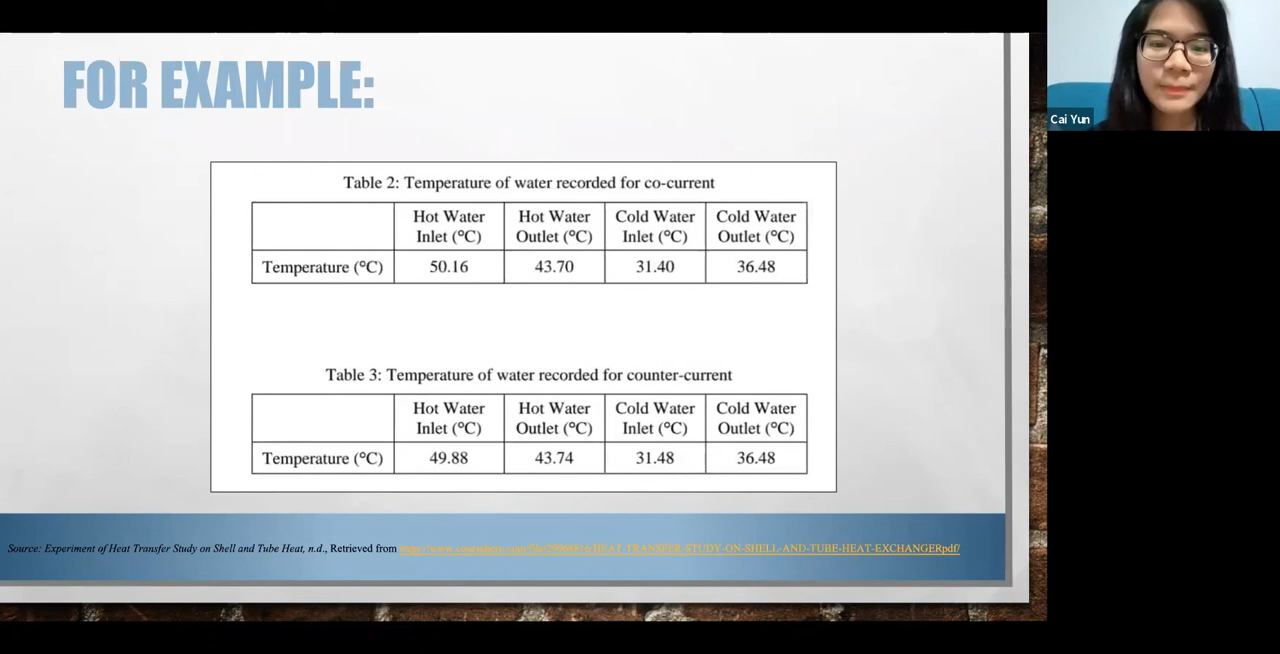 FOR EXAMPLE:
Cai Yun
Table 2: Temperature of water recorded for co-current
Hot Water Inlet (°C) Hot Water Outlet (°C) Cold Water Inlet (°C) Cold Water Outlet (°C)
Temperature (°C) 50.16 43.70 31.40 36.48
Table 3: Temperature of water recorded for counter-current
Hot Water Inlet (°C) Hot Water Outlet (°C) Cold Water Inlet (°C) Cold Water Outlet (°C)
Temperature (°C) 49.88 43.74 31.48 36.48
Source: Experiment of Heat Transfer Study on Shell and Tube Heat, n.d., Retrieved from